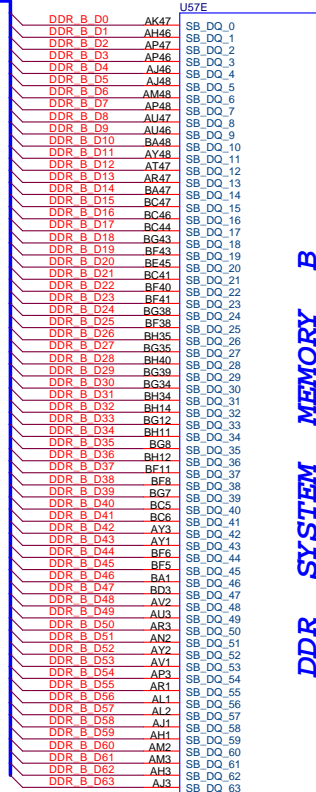 U57E
DDR_B_D0 AK47 SB_DQ_0
DDR_B_D1 AH46 SB_DQ_1
DDR_B_D2 AP47 SB_DQ_2
DDR_B_D3 AP46 SB_DQ_3
DDR_B_D4 AJ46 SB_DQ_4
DDR_B_D5 AJ48 SB_DQ_5
DDR_B_D6 AM48 SB_DQ_6
DDR_B_D7 AP48 SB_DQ_7
DDR_B_D8 AU47 SB_DQ_8
DDR_B_D9 AU46 SB_DQ_9
DDR_B_D10 BA48 SB_DQ_10
DDR_B_D11 AY48 SB_DQ_11
DDR_B_D12 AT47 SB_DQ_12
DDR_B_D13 AR47 SB_DQ_13
DDR_B_D14 BA47 SB_DQ_14
DDR_B_D15 BC47 SB_DQ_15
DDR_B_D16 BC46 SB_DQ_16
DDR_B_D17 BC44 SB_DQ_17
DDR_B_D18 BG43 SB_DQ_18
DDR_B_D19 BF43 SB_DQ_19
DDR_B_D20 BE45 SB_DQ_20
DDR_B_D21 BC41 SB_DQ_21
DDR_B_D22 BF40 SB_DQ_22
DDR_B_D23 BF41 SB_DQ_23
DDR_B_D24 BG38 SB_DQ_24
DDR_B_D25 BF38 SB_DQ_25
DDR_B_D26 BH35 SB_DQ_26
DDR_B_D27 BG35 SB_DQ_27
DDR_B_D28 BH40 SB_DQ_28
DDR_B_D29 BG39 SB_DQ_29
DDR_B_D30 BG34 SB_DQ_30
DDR_B_D31 BH34 SB_DQ_31
DDR_B_D32 BH14 SB_DQ_32
DDR_B_D33 BG12 SB_DQ_33
DDR_B_D34 BH11 SB_DQ_34
DDR_B_D35 BG8 SB_DQ_35
DDR_B_D36 BH12 SB_DQ_36
DDR_B_D37 BF11 SB_DQ_37
DDR_B_D38 BF8 SB_DQ_38
DDR_B_D39 BG7 SB_DQ_39
DDR_B_D40 BC5 SB_DQ_40
DDR_B_D41 BC6 SB_DQ_41
DDR_B_D42 AY3 SB_DQ_42
DDR_B_D43 AY1 SB_DQ_43
DDR_B_D44 BF6 SB_DQ_44
DDR_B_D45 BF5 SB_DQ_45
DDR_B_D46 BA1 SB_DQ_46
DDR_B_D47 BD3 SB_DQ_47
DDR_B_D48 AV2 SB_DQ_48
DDR_B_D49 AU3 SB_DQ_49
DDR_B_D50 AR3 SB_DQ_50
DDR_B_D51 AN2 SB_DQ_51
DDR_B_D52 AY2 SB_DQ_52
DDR_B_D53 AV1 SB_DQ_53
DDR_B_D54 AP3 SB_DQ_54
DDR_B_D55 AR1 SB_DQ_55
DDR_B_D56 AL1 SB_DQ_56
DDR_B_D57 AL2 SB_DQ_57
DDR_B_D58 AJ1 SB_DQ_58
DDR_B_D59 AH1 SB_DQ_59
DDR_B_D60 AM2 SB_DQ_60
DDR_B_D61 AM3 SB_DQ_61
DDR_B_D62 AH3 SB_DQ_62
DDR_B_D63 AJ3 SB_DQ_63
DDR SYSTEM MEMORY B